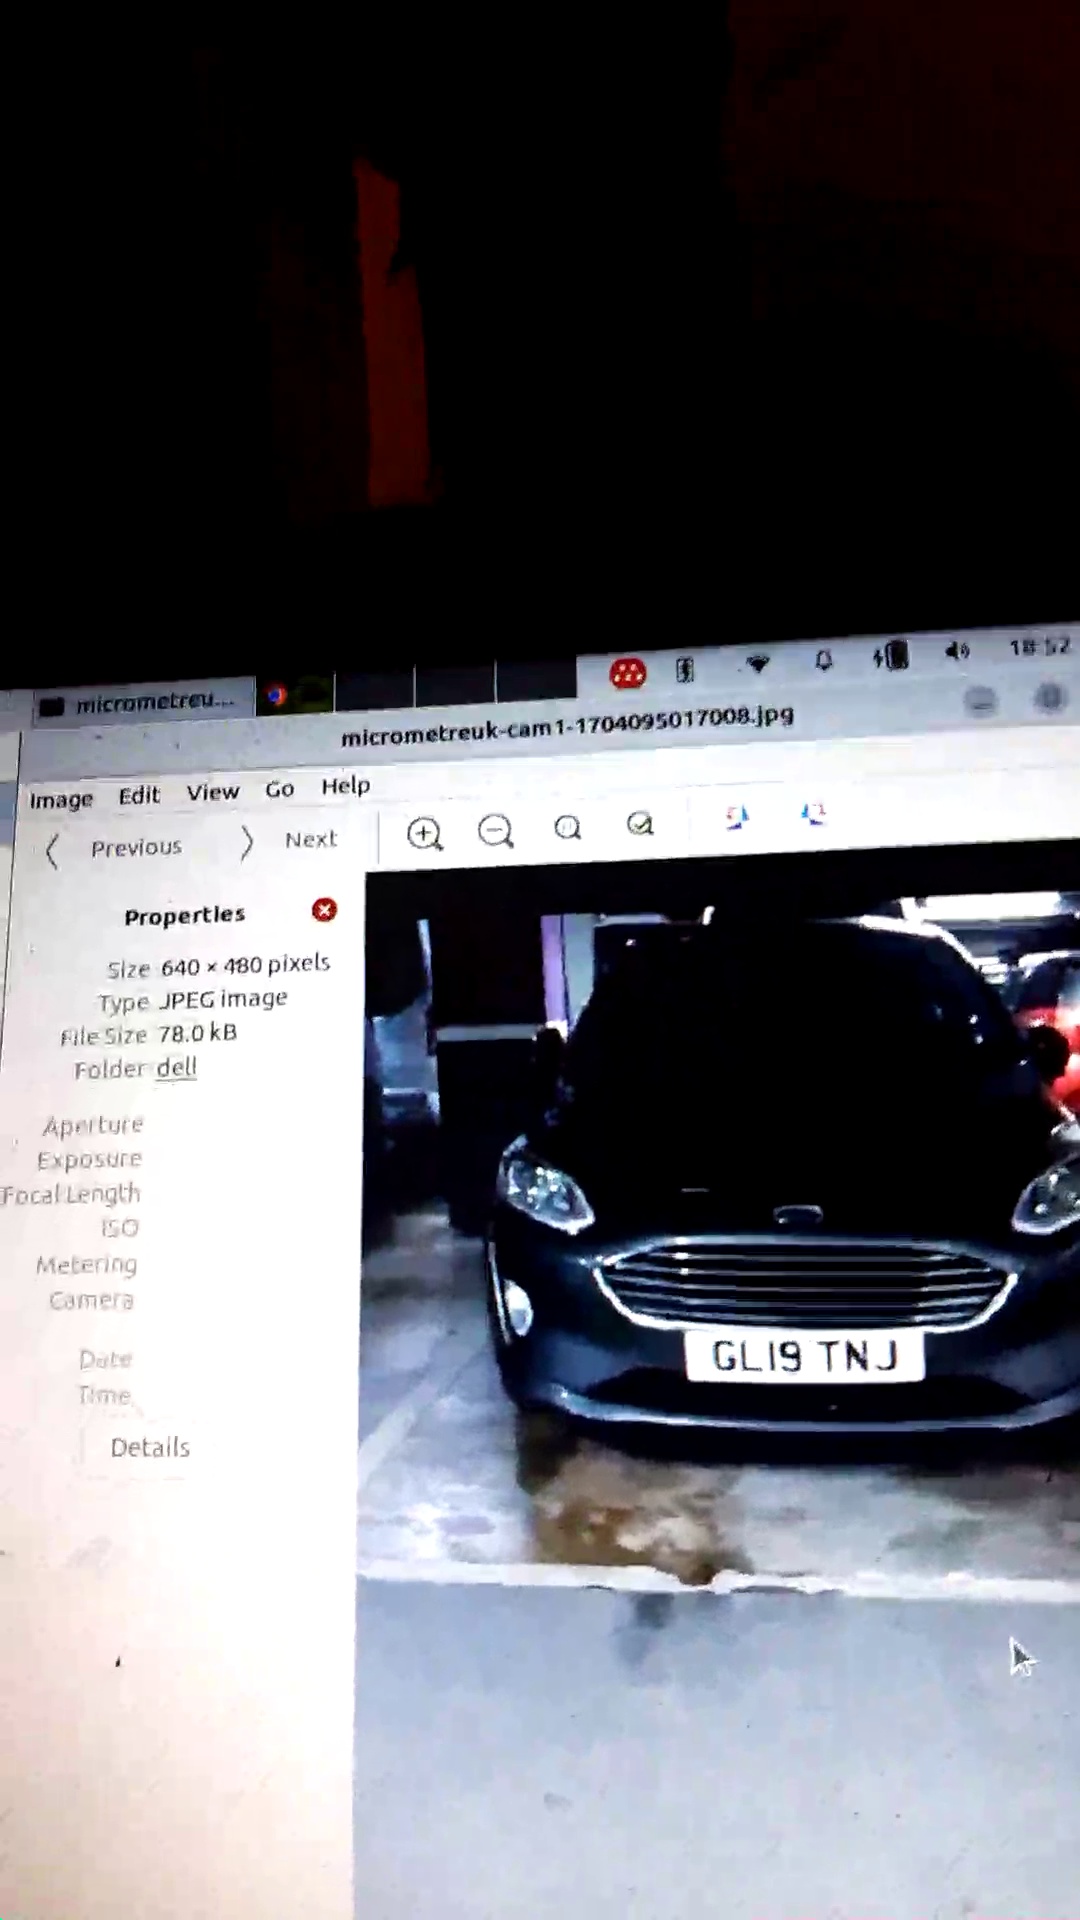 micrometreu...
18:52
micrometreuk-cam1-1704095017008.jpg
Image Edit View Go Help
Previous Next
Properties
Size 640 × 480 pixels
Type JPEG image
File Size 78.0 kB
Folder dell
Aperture
Exposure
Focal Length
ISO
Metering
Camera
Date
Time
Details
GL19 TNJ